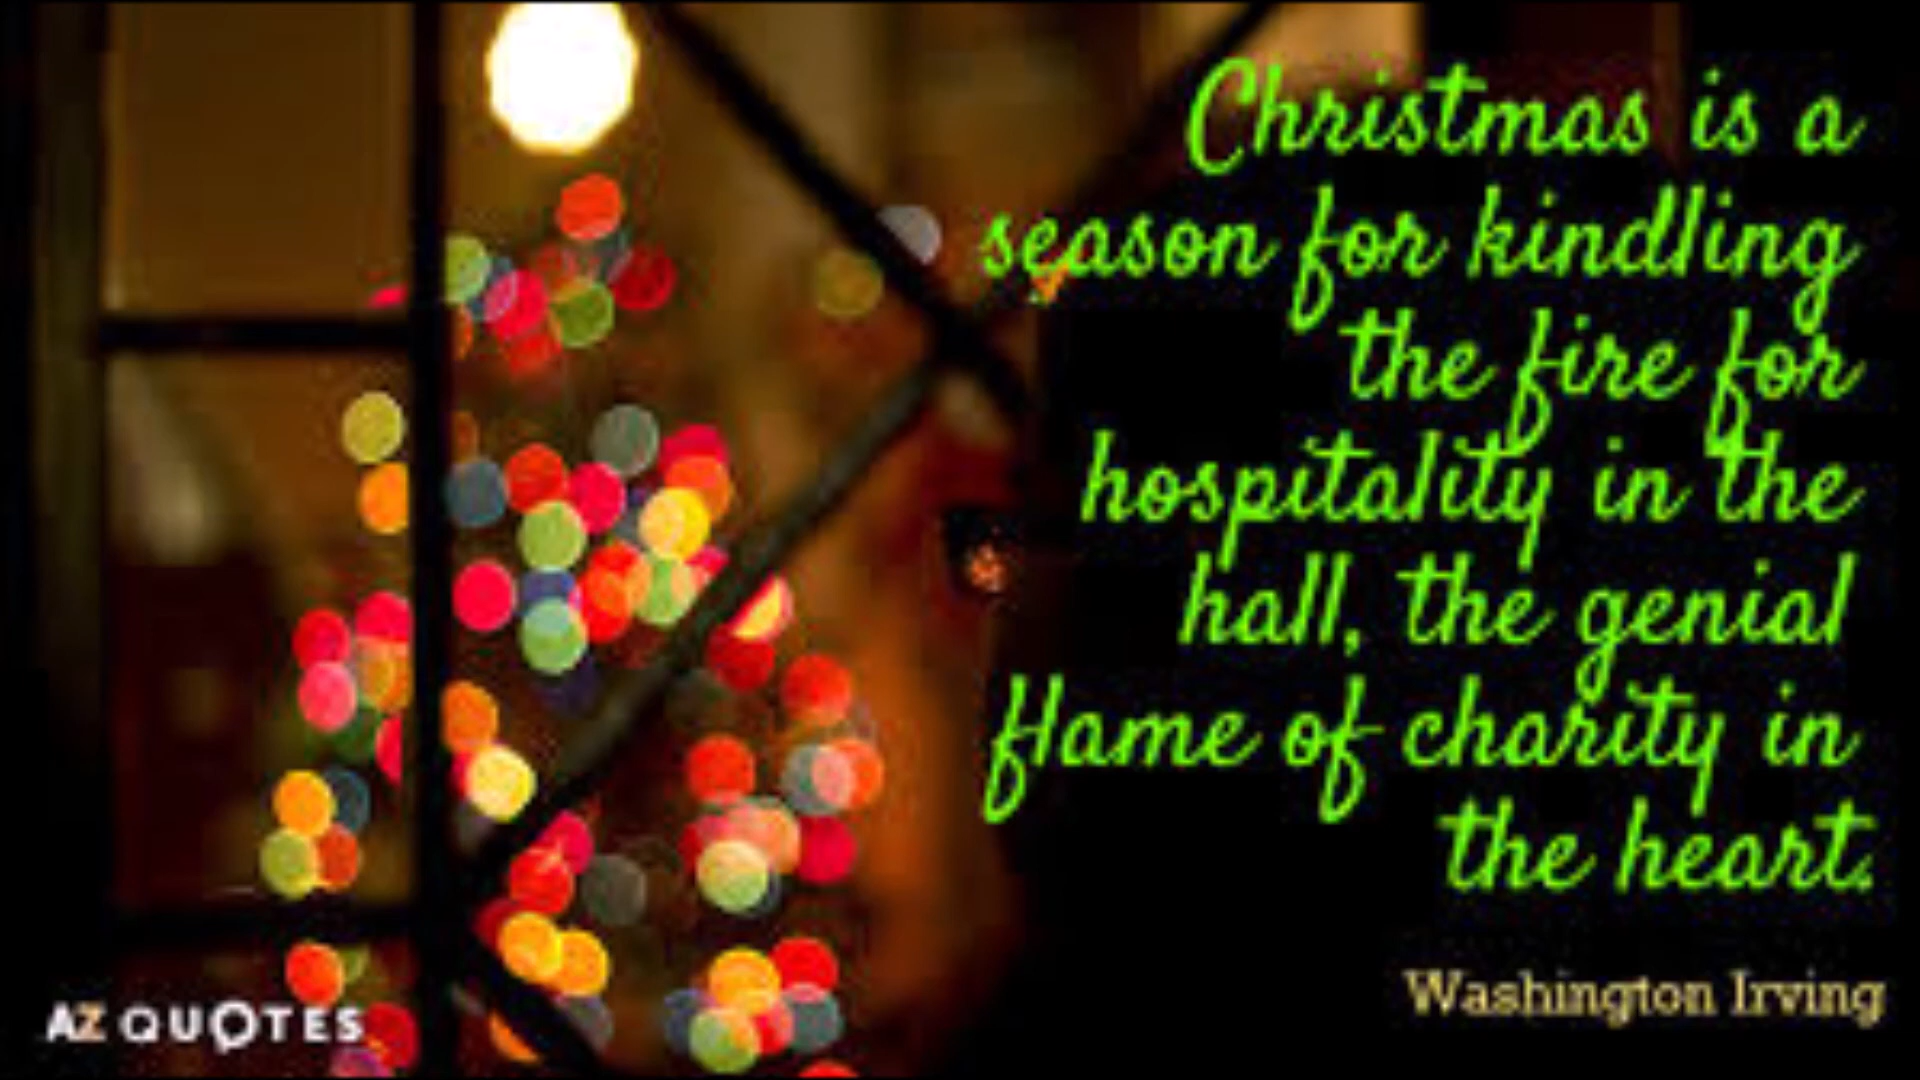 Christmas is a
season for kindling
the fire for
hospitality in the
hall, the genial
flame of charity in
the heart.
Washington Irving
AZ QUOTES